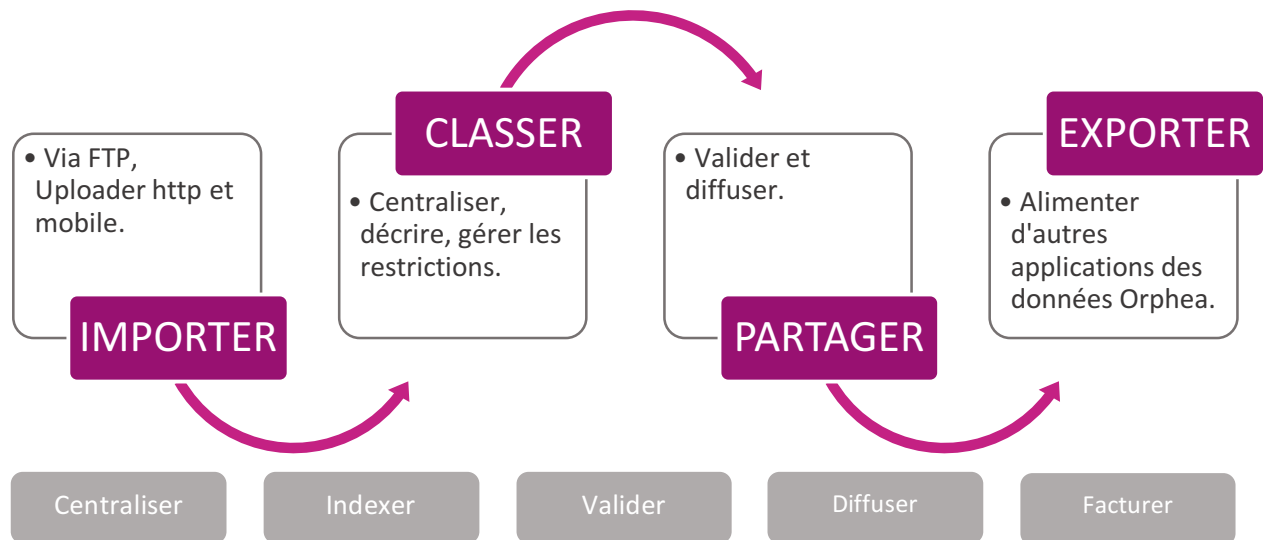 • Via FTP,
Uploader http et
mobile.
IMPORTER
CLASSER
• Centraliser,
décrire, gérer les
restrictions.
• Valider et
diffuser.
PARTAGER
EXPORTER
• Alimenter
d'autres
applications des
données Orphea.
Centraliser
Indexer
Valider
Diffuser
Facturer